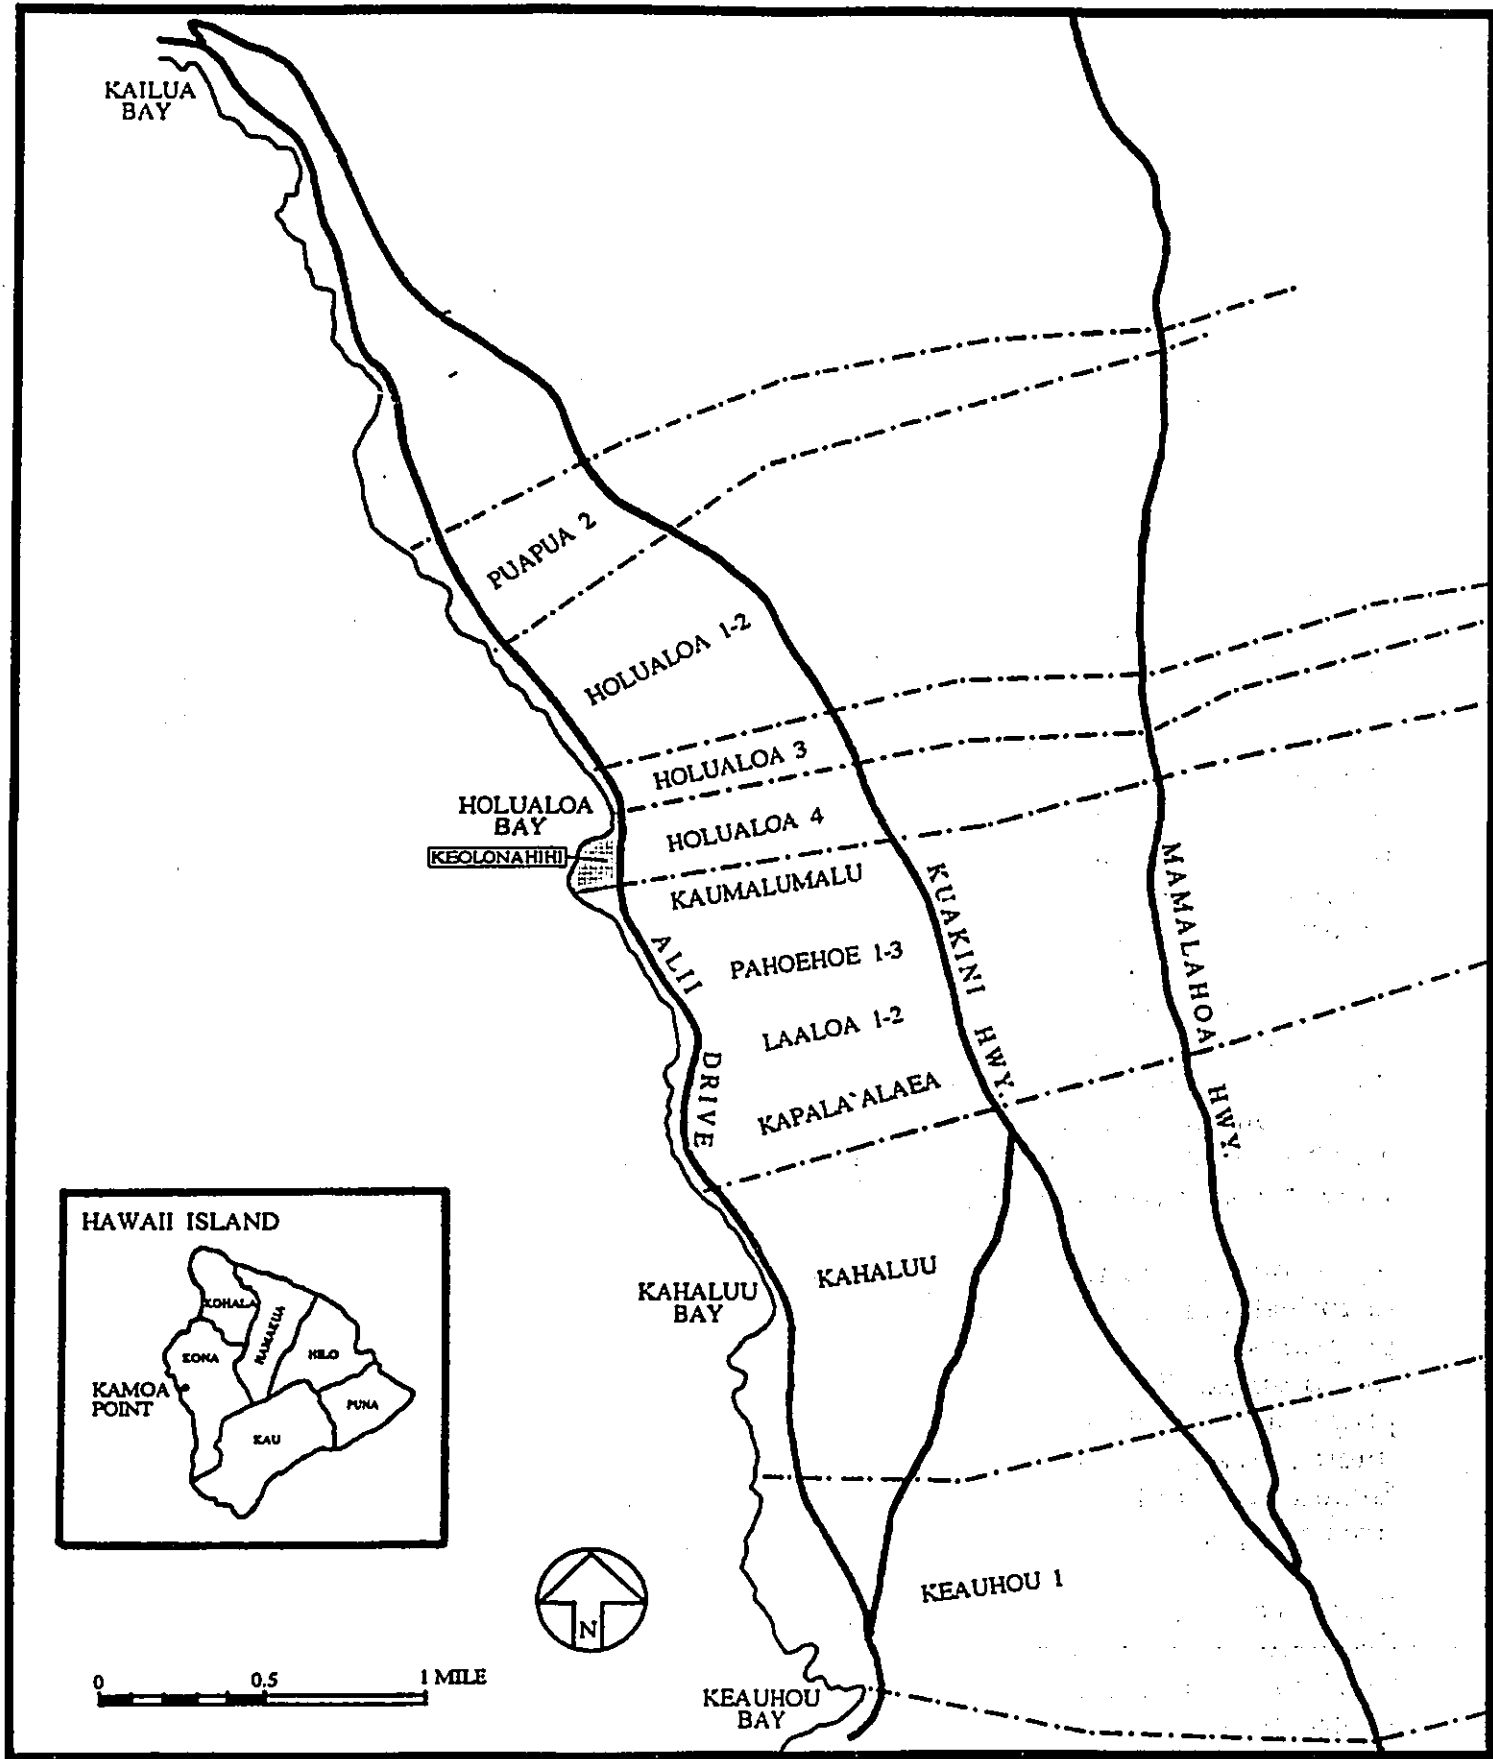 KAILUA
BAY
PUAPUA 2
HOLUALOA 1-2
HOLUALOA 3
HOLUALOA
BAY
HOLUALOA 4
KEOLONAHIHI
KAUMALUMALU
KUAKINI HWY.
MAMALAHOA HWY.
ALII DRIVE
PAHOEHOE 1-3
LAALOA 1-2
KAPALA`ALAEA
KAHALUU
KAHALUU
BAY
HAWAII ISLAND
KOHALA
HAMAKUA
KONA
HILO
KAMOA
POINT
PUNA
KAU
KEAUHOU 1
N
0 0.5 1 MILE
KEAUHOU
BAY